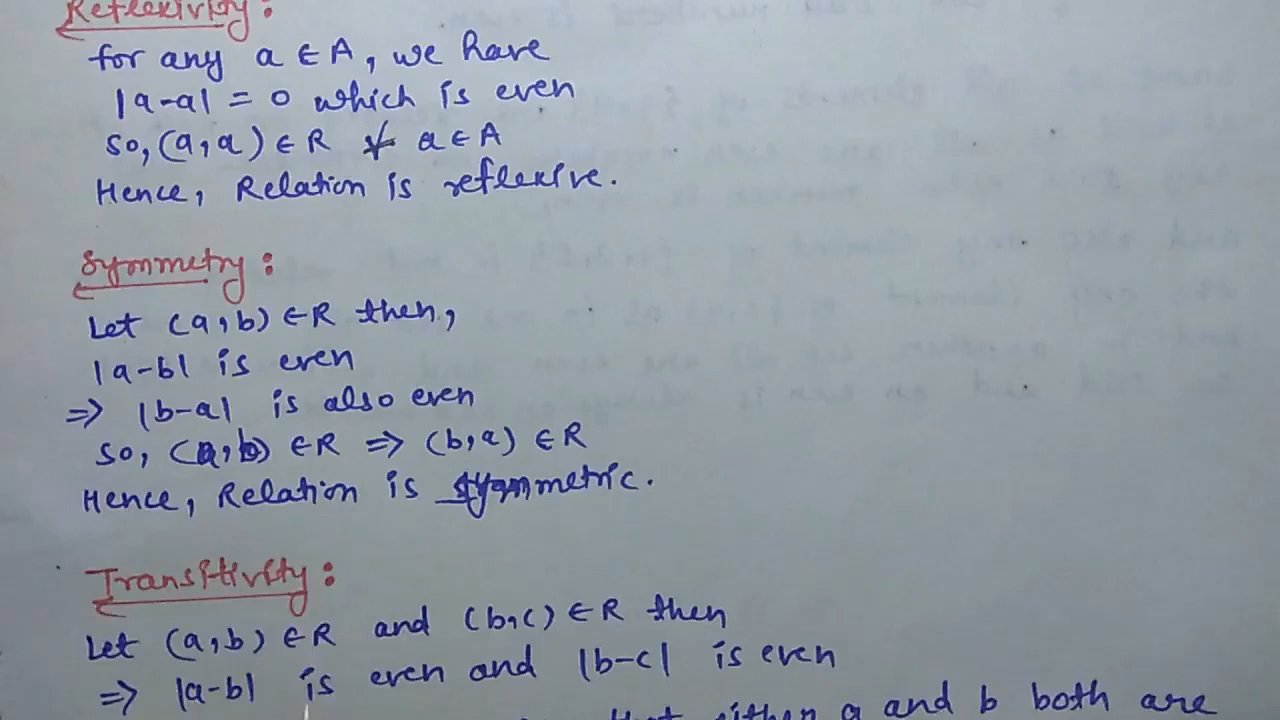 Reflexivity:
for any a ∈ A, we have
|a-a| = 0 which is even
so, (a, a) ∈ R ∀ a ∈ A
Hence, Relation is reflexive.
Symmetry:
Let (a, b) ∈ R then,
|a-b| is even
⇒ |b-a| is also even
so, (a, b) ∈ R ⇒ (b, a) ∈ R
Hence, Relation is symmetric.
Transitivity:
Let (a, b) ∈ R and (b, c) ∈ R then
⇒ |a-b| is even and |b-c| is even
that either a and b both are